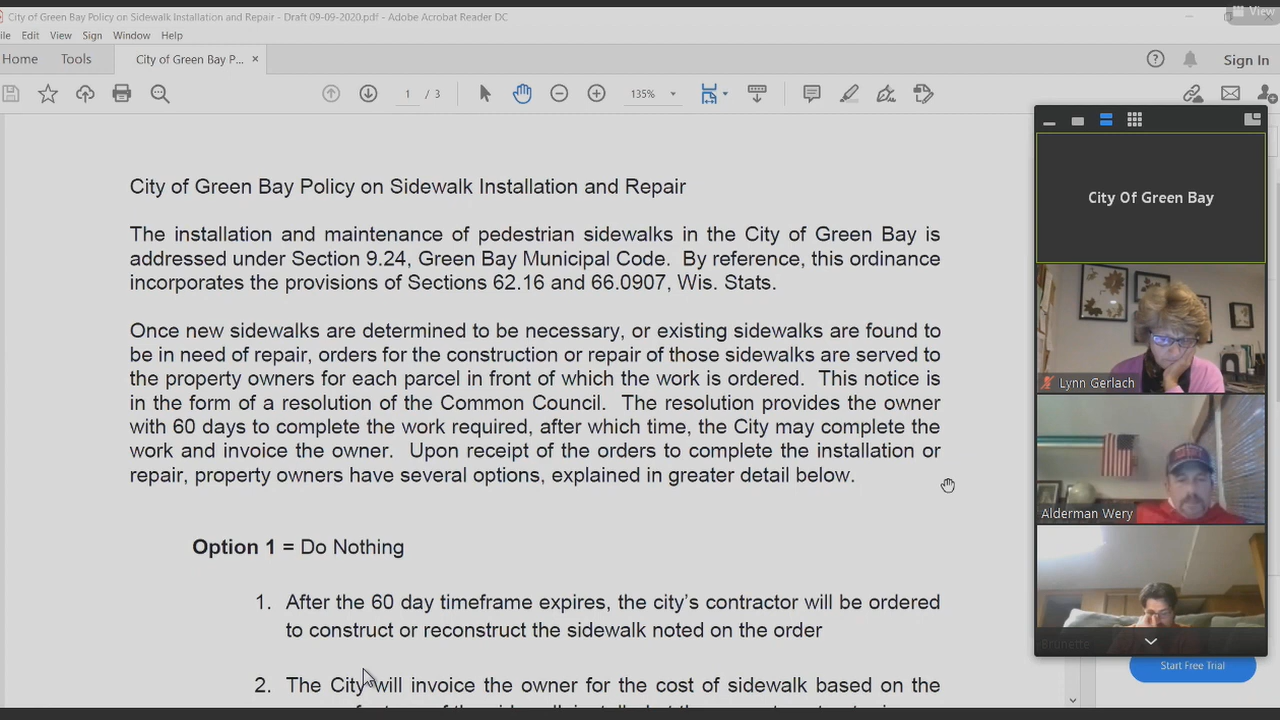 City of Green Bay Policy on Sidewalk Installation and Repair - Draft 09-09-2020.pdf - Adobe Acrobat Reader DC
View
ile Edit View Sign Window Help
Home Tools City of Green Bay P... × Sign In
1 / 3 135%
City of Green Bay Policy on Sidewalk Installation and Repair
The installation and maintenance of pedestrian sidewalks in the City of Green Bay is
addressed under Section 9.24, Green Bay Municipal Code. By reference, this ordinance
incorporates the provisions of Sections 62.16 and 66.0907, Wis. Stats.
Once new sidewalks are determined to be necessary, or existing sidewalks are found to
be in need of repair, orders for the construction or repair of those sidewalks are served to
the property owners for each parcel in front of which the work is ordered. This notice is
in the form of a resolution of the Common Council. The resolution provides the owner
with 60 days to complete the work required, after which time, the City may complete the
work and invoice the owner. Upon receipt of the orders to complete the installation or
repair, property owners have several options, explained in greater detail below.
Option 1 = Do Nothing
1. After the 60 day timeframe expires, the city's contractor will be ordered
to construct or reconstruct the sidewalk noted on the order
2. The City will invoice the owner for the cost of sidewalk based on the
City Of Green Bay
Lynn Gerlach
Alderman Wery
Brunette
Start Free Trial